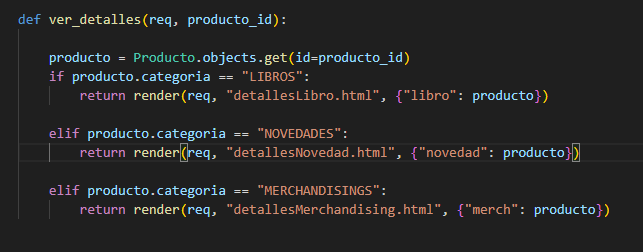 def ver_detalles(req, producto_id):
producto = Producto.objects.get(id=producto_id)
if producto.categoria == "LIBROS":
return render(req, "detallesLibro.html", {"libro": producto})
elif producto.categoria == "NOVEDADES":
return render(req, "detallesNovedad.html", {"novedad": producto})
elif producto.categoria == "MERCHANDISINGS":
return render(req, "detallesMerchandising.html", {"merch": producto})